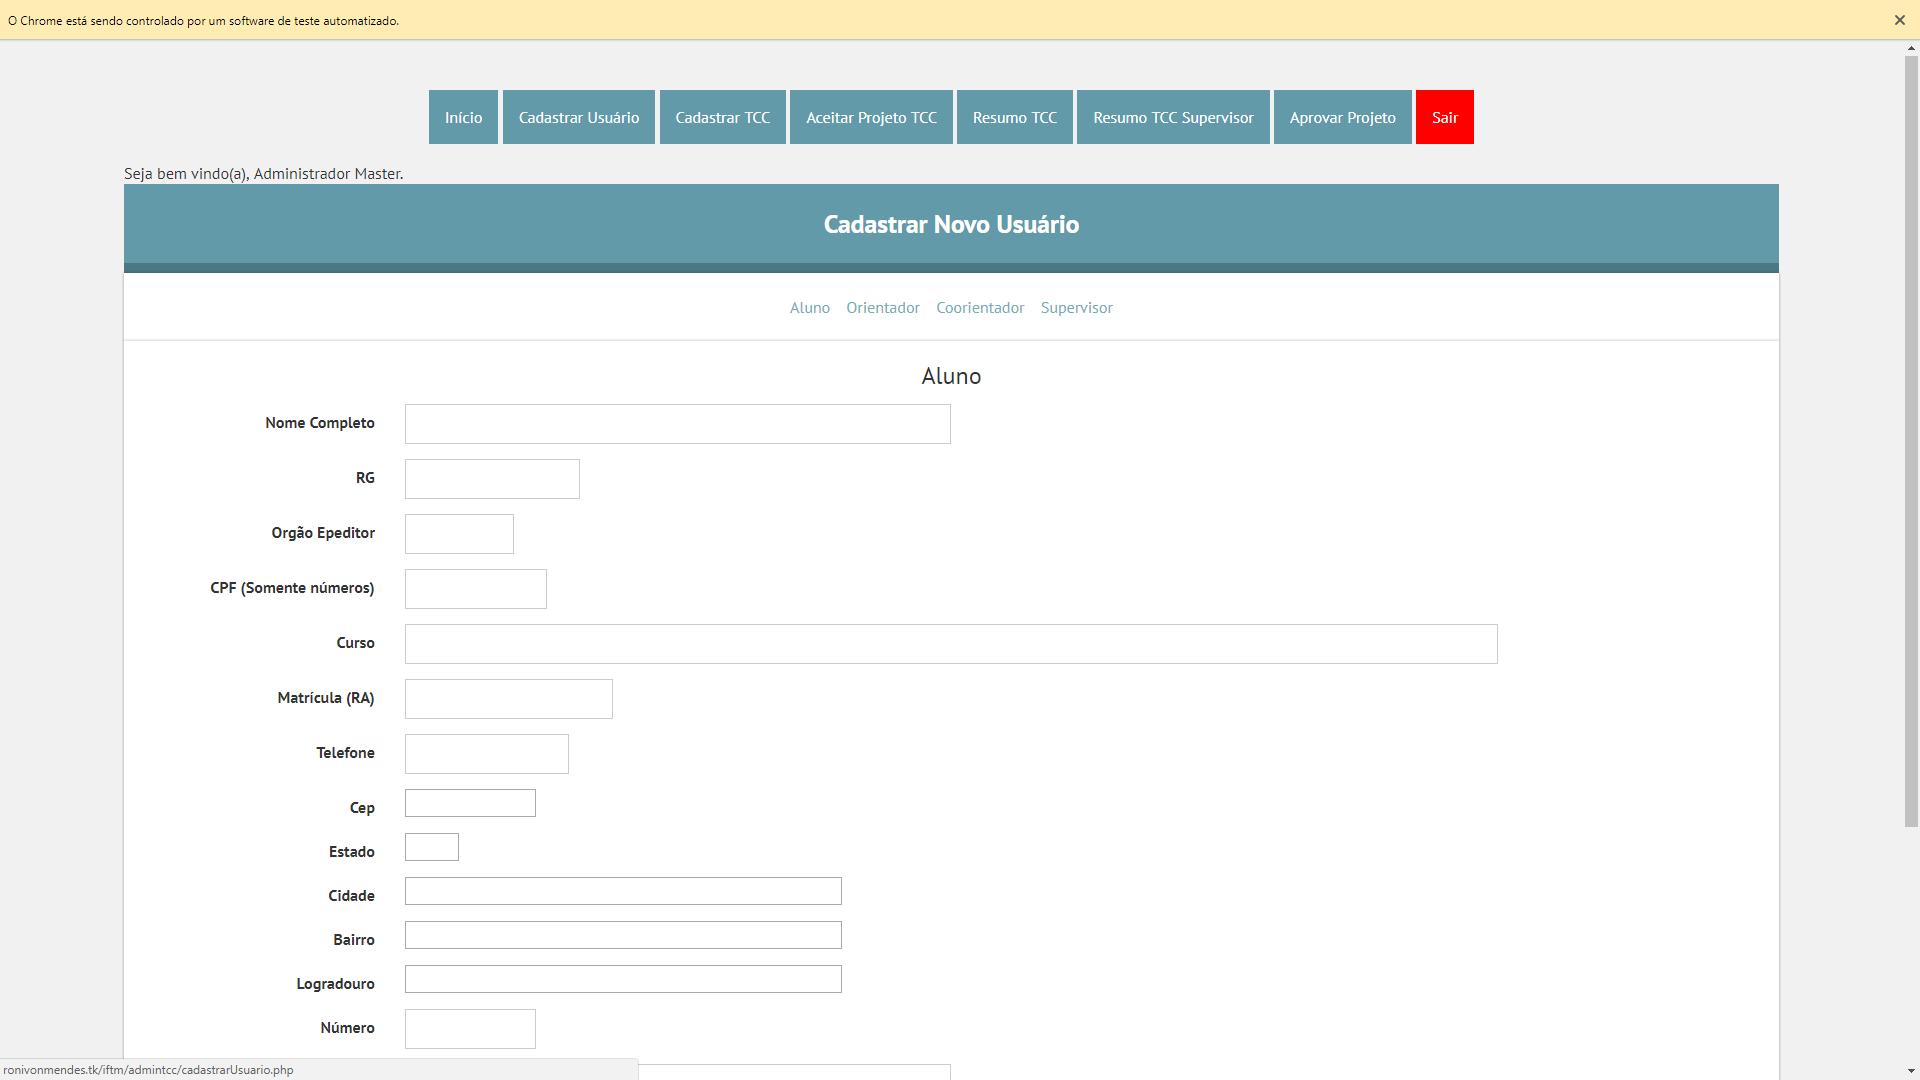 O Chrome está sendo controlado por um software de teste automatizado.
Início Cadastrar Usuário Cadastrar TCC Aceitar Projeto TCC Resumo TCC Resumo TCC Supervisor Aprovar Projeto Sair
Seja bem vindo(a), Administrador Master.
Cadastrar Novo Usuário
Aluno Orientador Coorientador Supervisor
Aluno
Nome Completo
RG
Orgão Epeditor
CPF (Somente números)
Curso
Matrícula (RA)
Telefone
Cep
Estado
Cidade
Bairro
Logradouro
Número
ronivonmendes.tk/iftm/admintcc/cadastrarUsuario.php